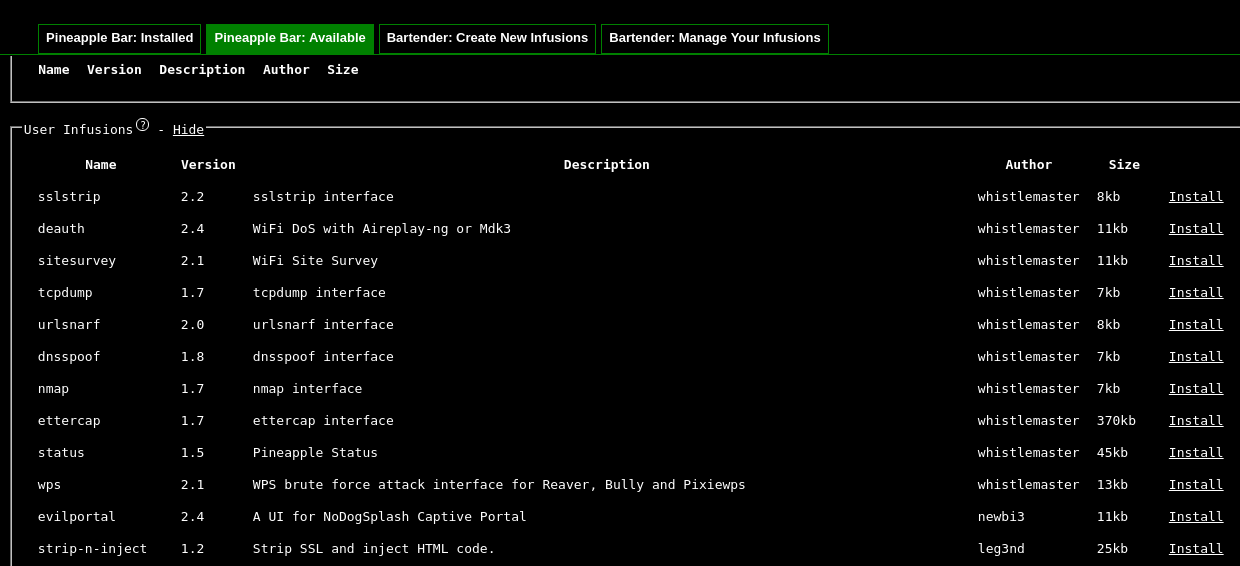 Pineapple Bar: Installed Pineapple Bar: Available Bartender: Create New Infusions Bartender: Manage Your Infusions
Name Version Description Author Size
User Infusions ? - Hide
Name Version Description Author Size
sslstrip 2.2 sslstrip interface whistlemaster 8kb Install
deauth 2.4 WiFi DoS with Aireplay-ng or Mdk3 whistlemaster 11kb Install
sitesurvey 2.1 WiFi Site Survey whistlemaster 11kb Install
tcpdump 1.7 tcpdump interface whistlemaster 7kb Install
urlsnarf 2.0 urlsnarf interface whistlemaster 8kb Install
dnsspoof 1.8 dnsspoof interface whistlemaster 7kb Install
nmap 1.7 nmap interface whistlemaster 7kb Install
ettercap 1.7 ettercap interface whistlemaster 370kb Install
status 1.5 Pineapple Status whistlemaster 45kb Install
wps 2.1 WPS brute force attack interface for Reaver, Bully and Pixiewps whistlemaster 13kb Install
evilportal 2.4 A UI for NoDogSplash Captive Portal newbi3 11kb Install
strip-n-inject 1.2 Strip SSL and inject HTML code. leg3nd 25kb Install